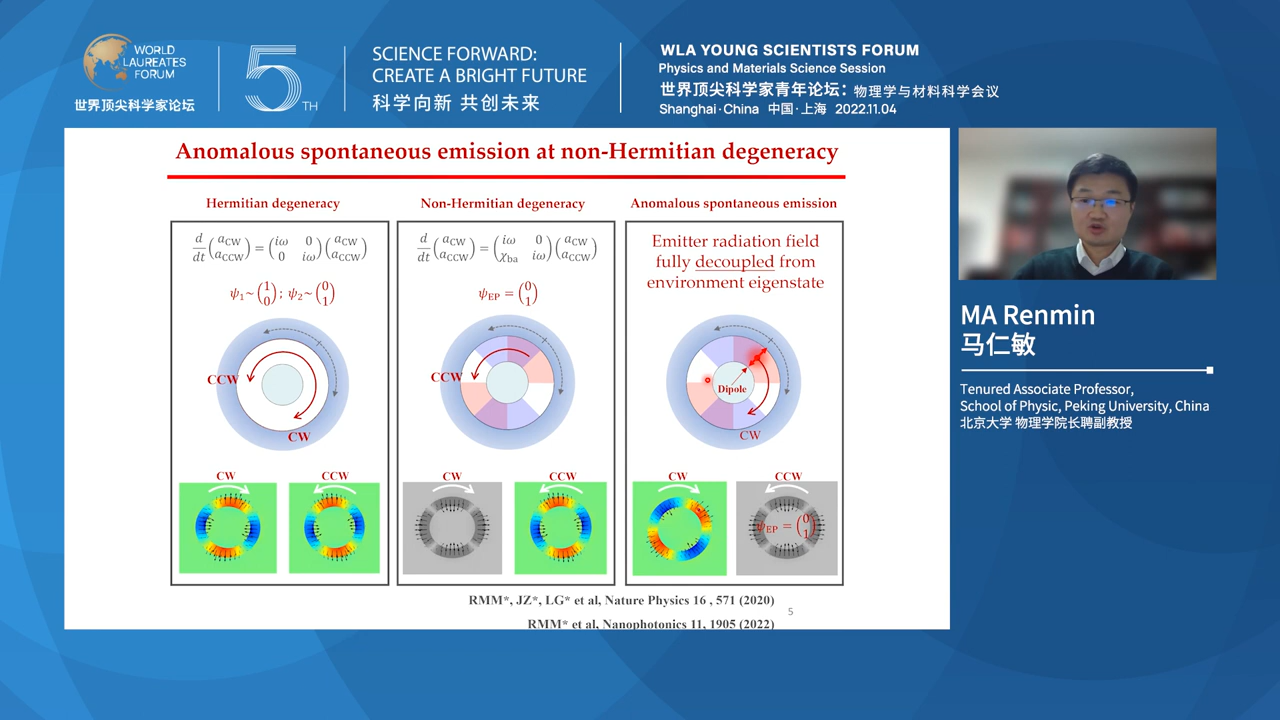 WORLD
LAUREATES
FORUM
世界顶尖科学家论坛
5TH
SCIENCE FORWARD:
CREATE A BRIGHT FUTURE
科学向新 共创未来
WLA YOUNG SCIENTISTS FORUM
Physics and Materials Science Session
世界顶尖科学家青年论坛：物理学与材料科学会议
Shanghai·China 中国·上海 2022.11.04
Anomalous spontaneous emission at non-Hermitian degeneracy
Hermitian degeneracy
d/dt (a_CW a_CCW) = (iω 0 0 iω) (a_CW a_CCW)
ψ₁~(1 0); ψ₂~(0 1)
CCW
CW
CW CCW
Non-Hermitian degeneracy
d/dt (a_CW a_CCW) = (iω 0 χ_ba iω) (a_CW a_CCW)
ψ_EP = (0 1)
CCW
CW CCW
Anomalous spontaneous emission
Emitter radiation field
fully decoupled from
environment eigenstate
Dipole
CW
CW CCW
ψ_EP = (0 1)
RMM*, JZ*, LG* et al, Nature Physics 16 , 571 (2020)
5
RMM* et al, Nanophotonics 11, 1905 (2022)
MA Renmin
马仁敏
Tenured Associate Professor,
School of Physic, Peking University, China
北京大学 物理学院长聘副教授